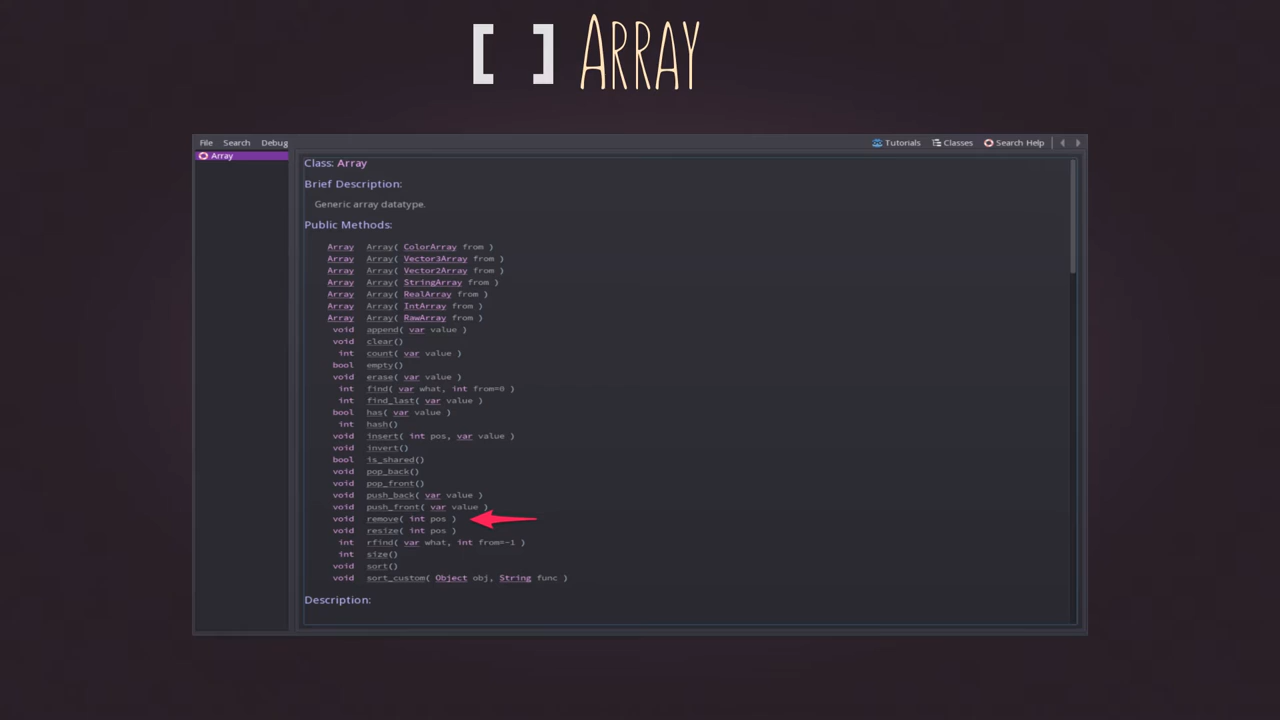 [ ] ARRAY
File Search Debug Tutorials Classes Search Help
Array
Class: Array
Brief Description:
Generic array datatype.
Public Methods:
Array Array( ColorArray from )
Array Array( Vector3Array from )
Array Array( Vector2Array from )
Array Array( StringArray from )
Array Array( RealArray from )
Array Array( IntArray from )
Array Array( RawArray from )
void append( var value )
void clear()
int count( var value )
bool empty()
void erase( var value )
int find( var what, int from=0 )
int find_last( var value )
bool has( var value )
int hash()
void insert( int pos, var value )
void invert()
bool is_shared()
void pop_back()
void pop_front()
void push_back( var value )
void push_front( var value )
void remove( int pos )
void resize( int pos )
int rfind( var what, int from=-1 )
int size()
void sort()
void sort_custom( Object obj, String func )
Description: